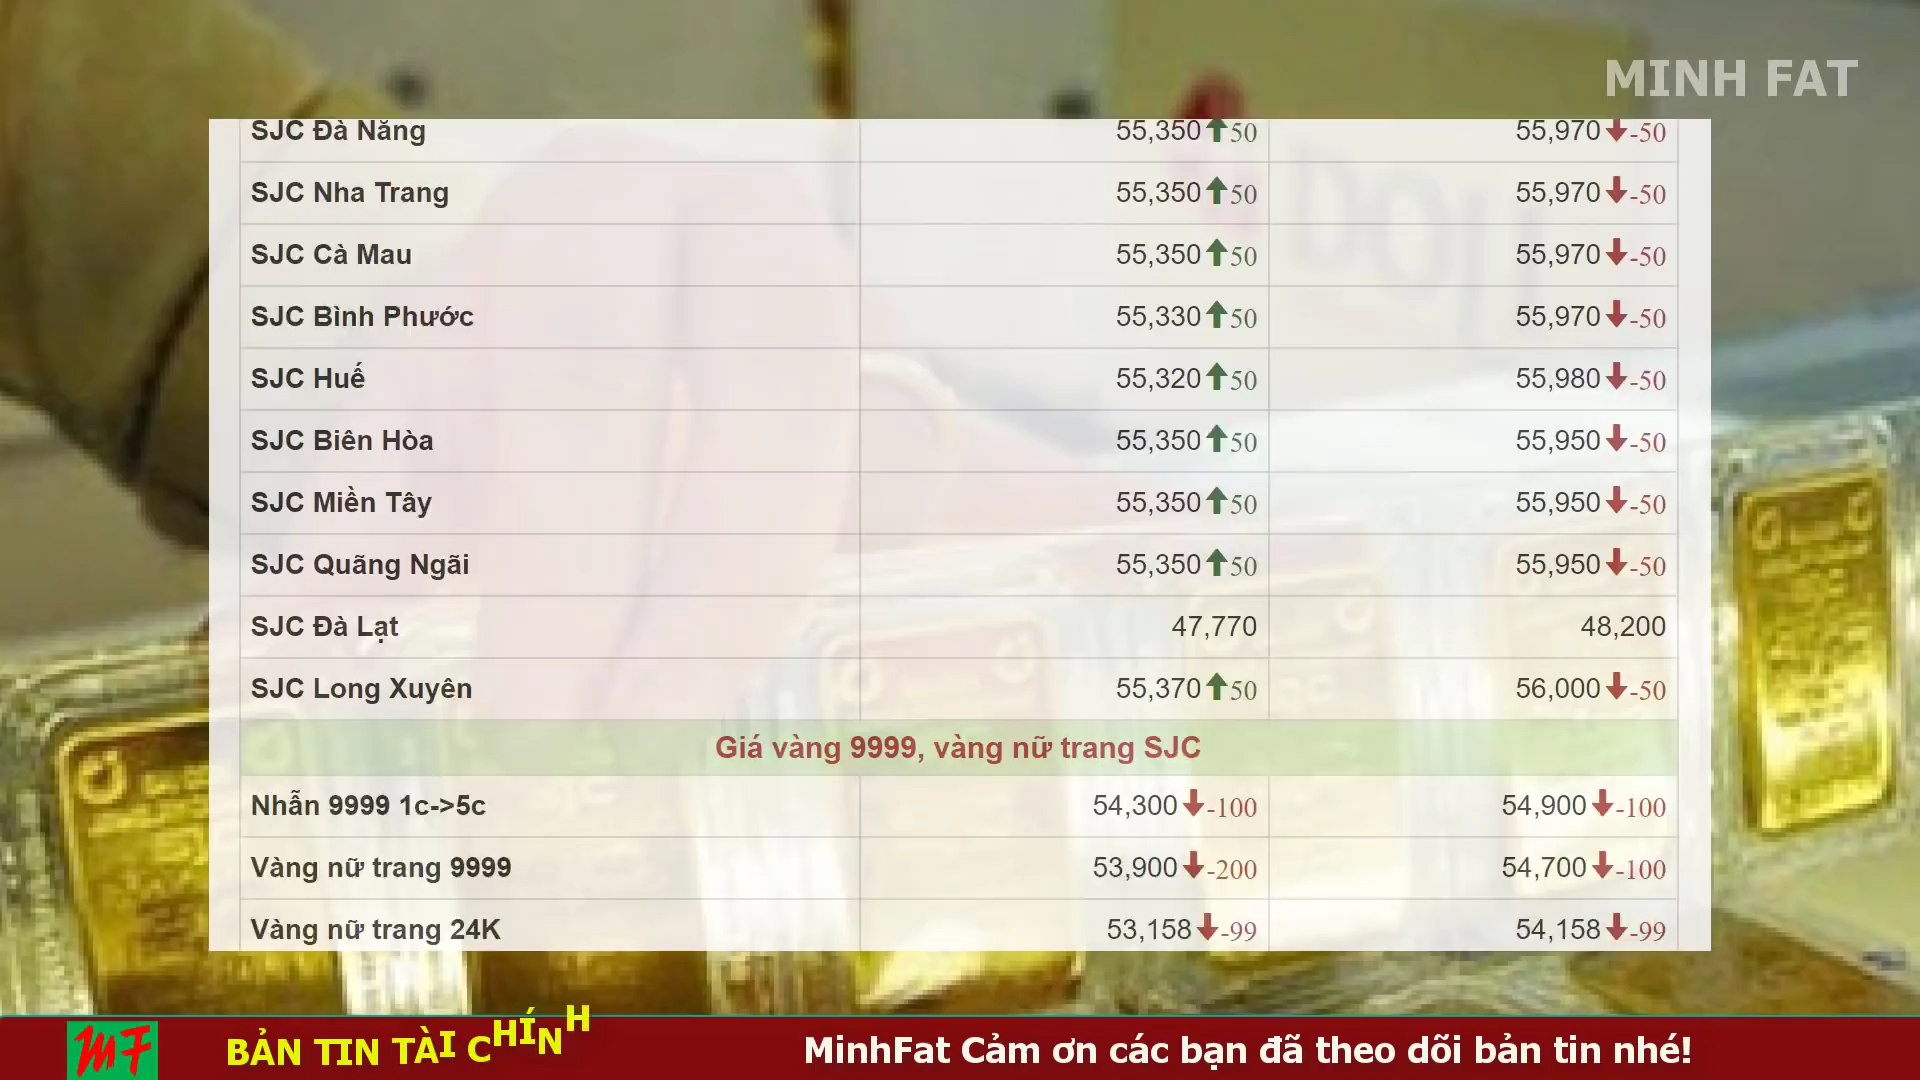 MINH FAT
SJC Đà Nẵng 55,350 50 55,970 -50
SJC Nha Trang 55,350 50 55,970 -50
SJC Cà Mau 55,350 50 55,970 -50
SJC Bình Phước 55,330 50 55,970 -50
SJC Huế 55,320 50 55,980 -50
SJC Biên Hòa 55,350 50 55,950 -50
SJC Miền Tây 55,350 50 55,950 -50
SJC Quãng Ngãi 55,350 50 55,950 -50
SJC Đà Lạt 47,770 48,200
SJC Long Xuyên 55,370 50 56,000 -50
Giá vàng 9999, vàng nữ trang SJC
Nhẫn 9999 1c->5c 54,300 -100 54,900 -100
Vàng nữ trang 9999 53,900 -200 54,700 -100
Vàng nữ trang 24K 53,158 -99 54,158 -99
MF BẢN TIN TÀI CHÍNH
MinhFat Cảm ơn các bạn đã theo dõi bản tin nhé!